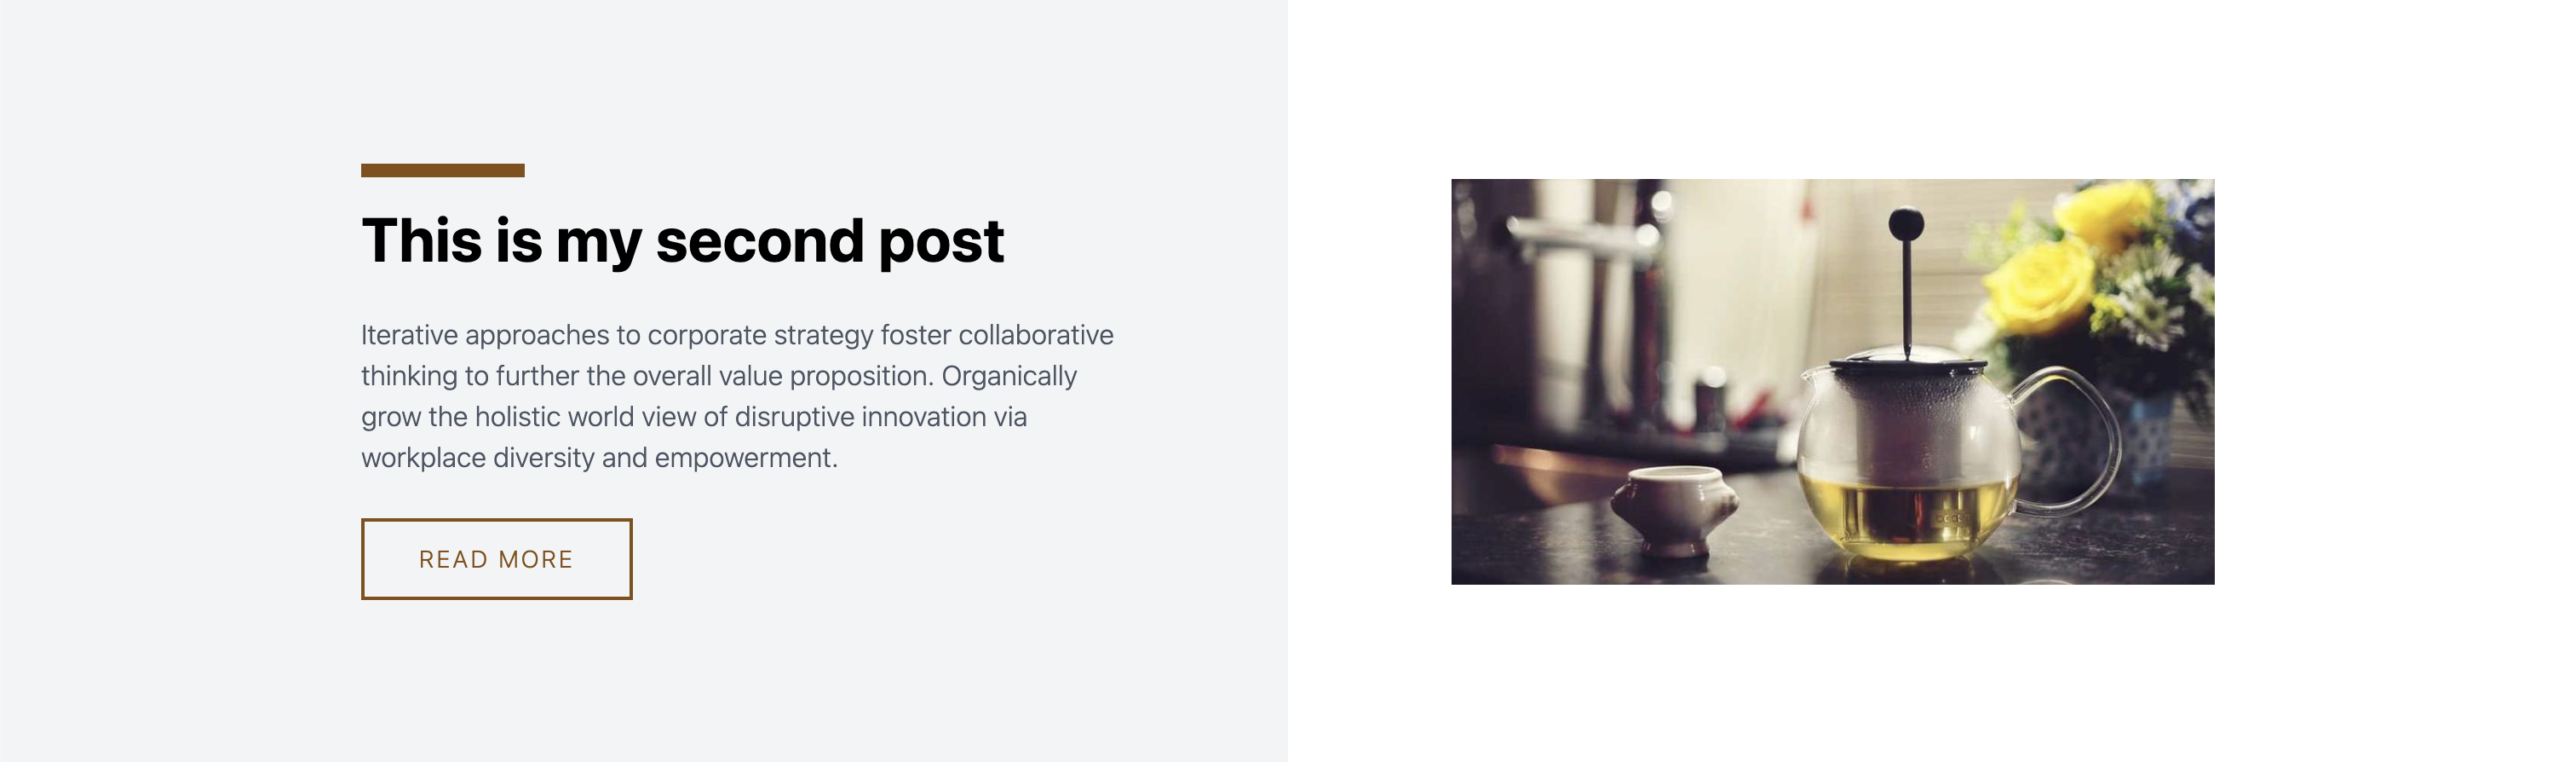 This is my second post
Iterative approaches to corporate strategy foster collaborative
thinking to further the overall value proposition. Organically
grow the holistic world view of disruptive innovation via
workplace diversity and empowerment.
READ MORE